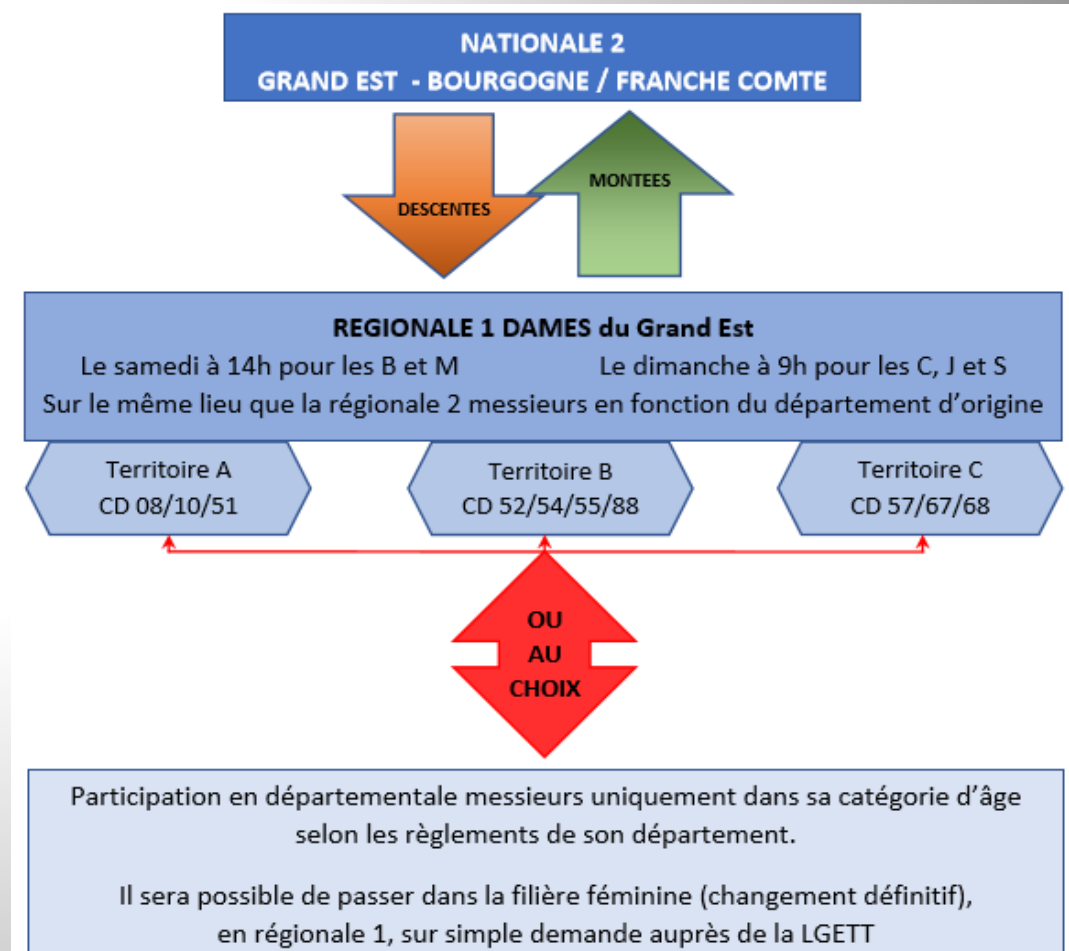 NATIONALE 2
GRAND EST - BOURGOGNE / FRANCHE COMTE
DESCENTES
MONTEES
REGIONALE 1 DAMES du Grand Est
Le samedi à 14h pour les B et M
Le dimanche à 9h pour les C, J et S
Sur le même lieu que la régionale 2 messieurs en fonction du département d'origine
Territoire A
CD 08/10/51
Territoire B
CD 52/54/55/88
Territoire C
CD 57/67/68
OU
AU
CHOIX
Participation en départementale messieurs uniquement dans sa catégorie d'âge
selon les règlements de son département.
Il sera possible de passer dans la filière féminine (changement définitif),
en régionale 1, sur simple demande auprès de la LGETT